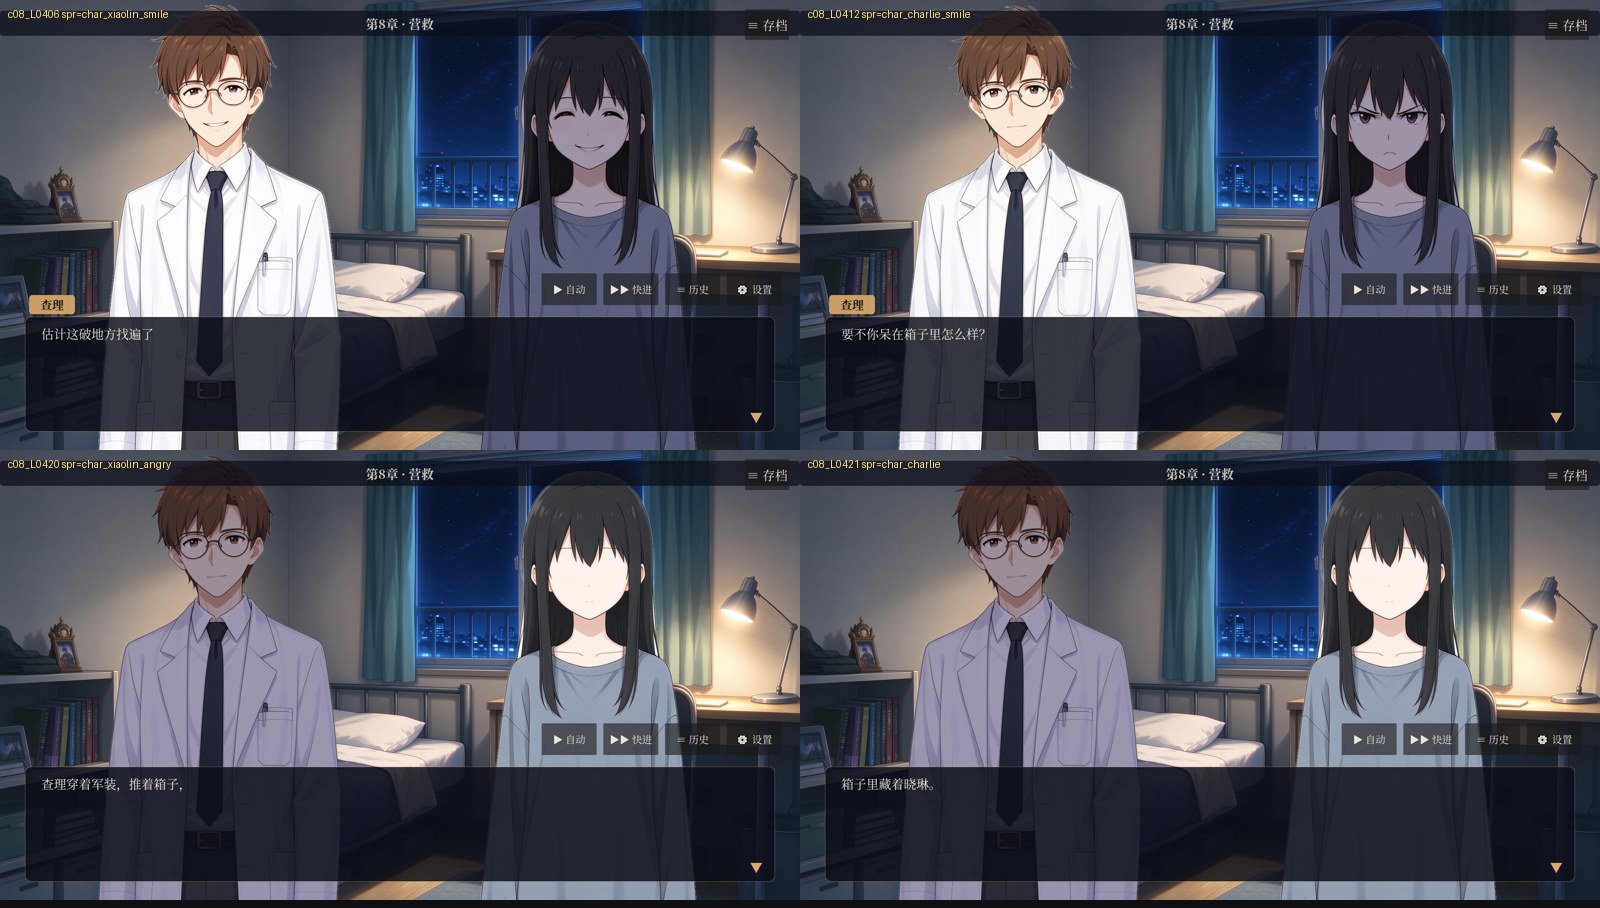 c08_L0406 spr=char_xiaolin_smile
第8章·营救
≡ 存档
▶ 自动
▶▶ 快进
≡ 历史
设置
查理
估计这破地方找遍了
c08_L0412 spr=char_charlie_smile
第8章·营救
≡ 存档
▶ 自动
▶▶ 快进
≡ 历史
设置
查理
要不你呆在箱子里怎么样?
c08_L0420 spr=char_xiaolin_angry
第8章·营救
≡ 存档
▶ 自动
▶▶ 快进
≡ 历史
设置
查理穿着军装，推着箱子，
c08_L0421 spr=char_charlie
第8章·营救
≡ 存档
▶ 自动
▶▶ 快进
≡ 历史
设置
箱子里藏着晓琳。